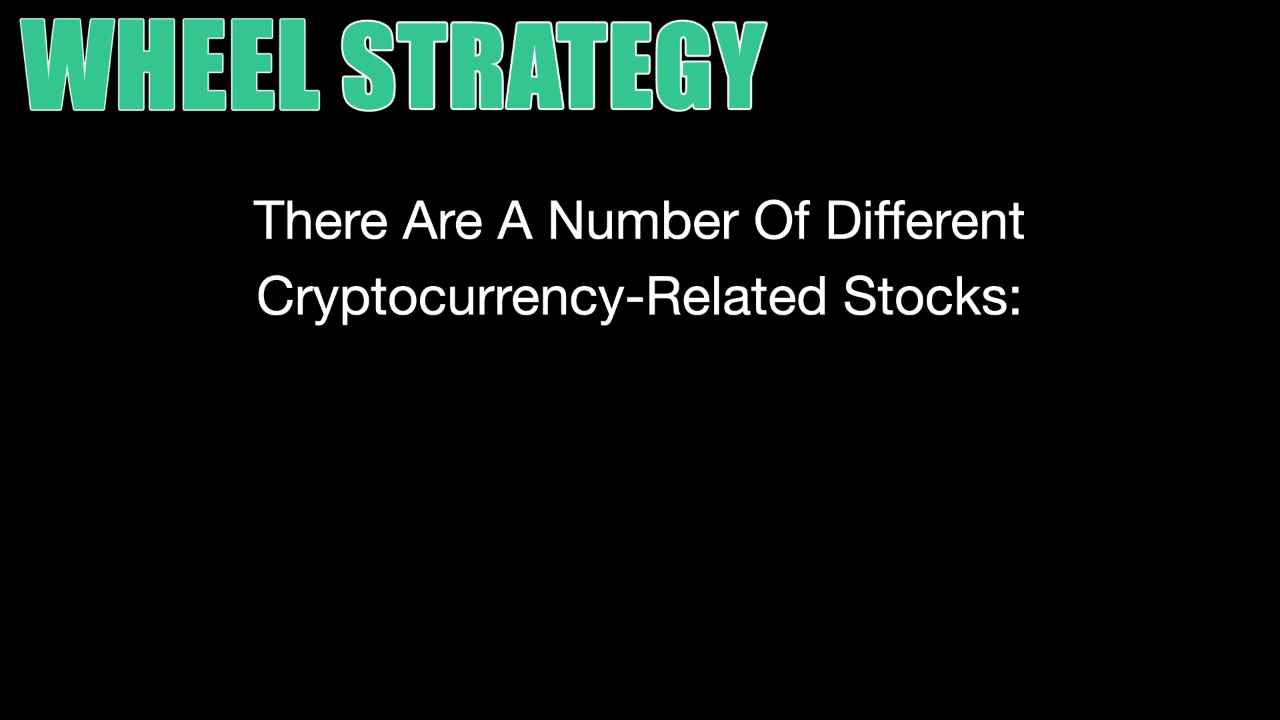 WHEEL STRATEGY
There Are A Number Of Different
Cryptocurrency-Related Stocks: